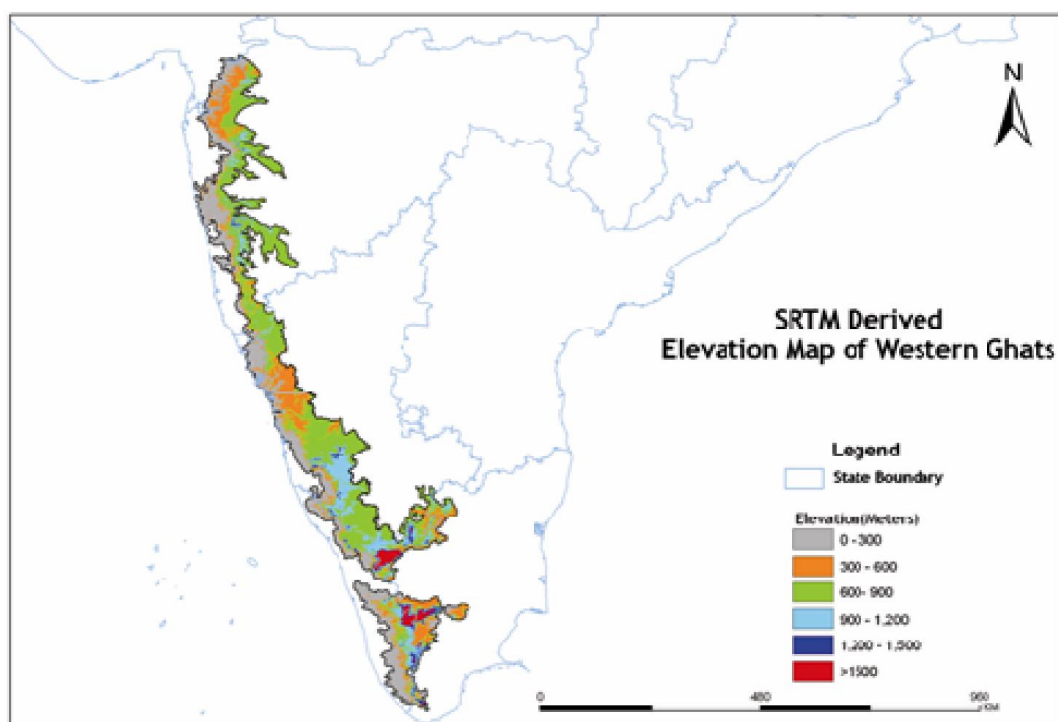 N
SRTM Derived
Elevation Map of Western Ghats
Legend
State Boundary
Elevation(Meters)
0 -300
300 - 600
600- 900
900 - 1,200
1,200 - 1,500
>1500
0 480 960
KM